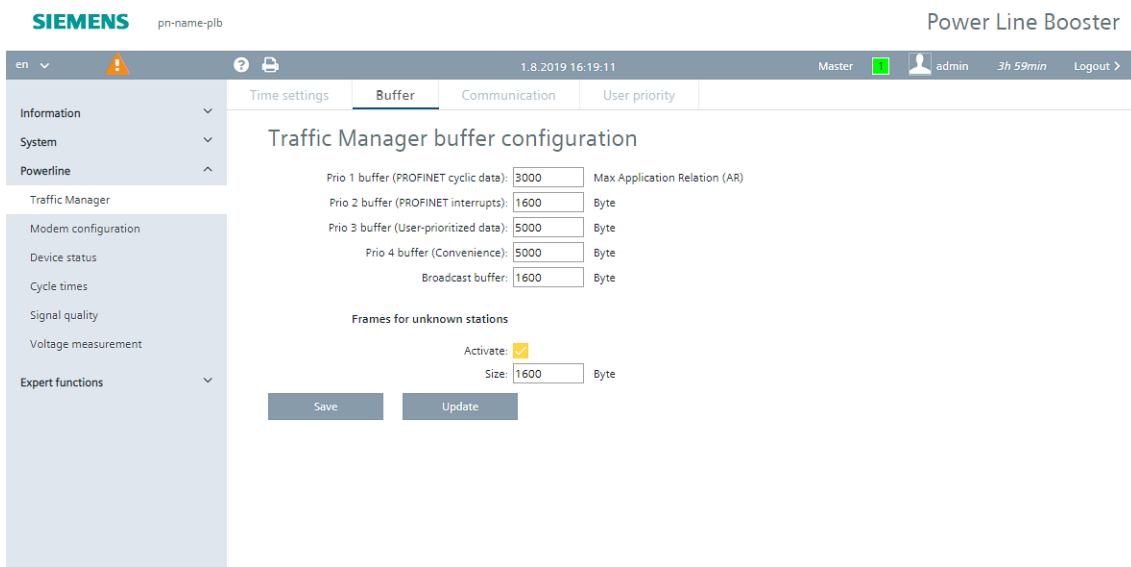 SIEMENS pn-name-plb Power Line Booster
en 1.8.2019 16:19:11 Master 1 admin 3h 59min Logout
Time settings Buffer Communication User priority
Information
System
Powerline
Traffic Manager
Modem configuration
Device status
Cycle times
Signal quality
Voltage measurement
Expert functions
Traffic Manager buffer configuration
Prio 1 buffer (PROFINET cyclic data): 3000 Max Application Relation (AR)
Prio 2 buffer (PROFINET interrupts): 1600 Byte
Prio 3 buffer (User-prioritized data): 5000 Byte
Prio 4 buffer (Convenience): 5000 Byte
Broadcast buffer: 1600 Byte
Frames for unknown stations
Activate:
Size: 1600 Byte
Save Update